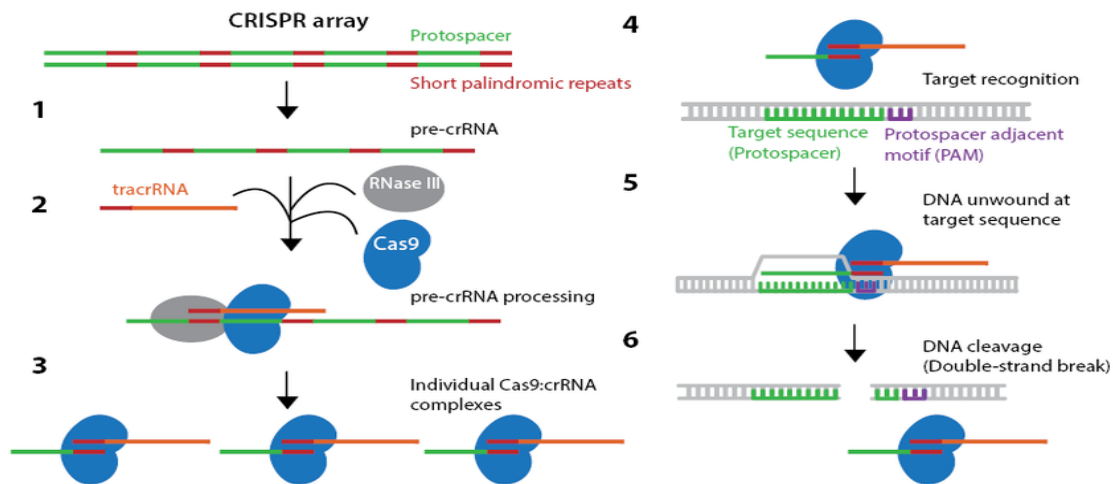 CRISPR array
Protospacer
Short palindromic repeats
1
pre-crRNA
2
tracrRNA
RNase III
Cas9
pre-crRNA processing
3
Individual Cas9:crRNA
complexes
4
Target recognition
Target sequence
(Protospacer)
Protospacer adjacent
motif (PAM)
5
DNA unwound at
target sequence
6
DNA cleavage
(Double-strand break)